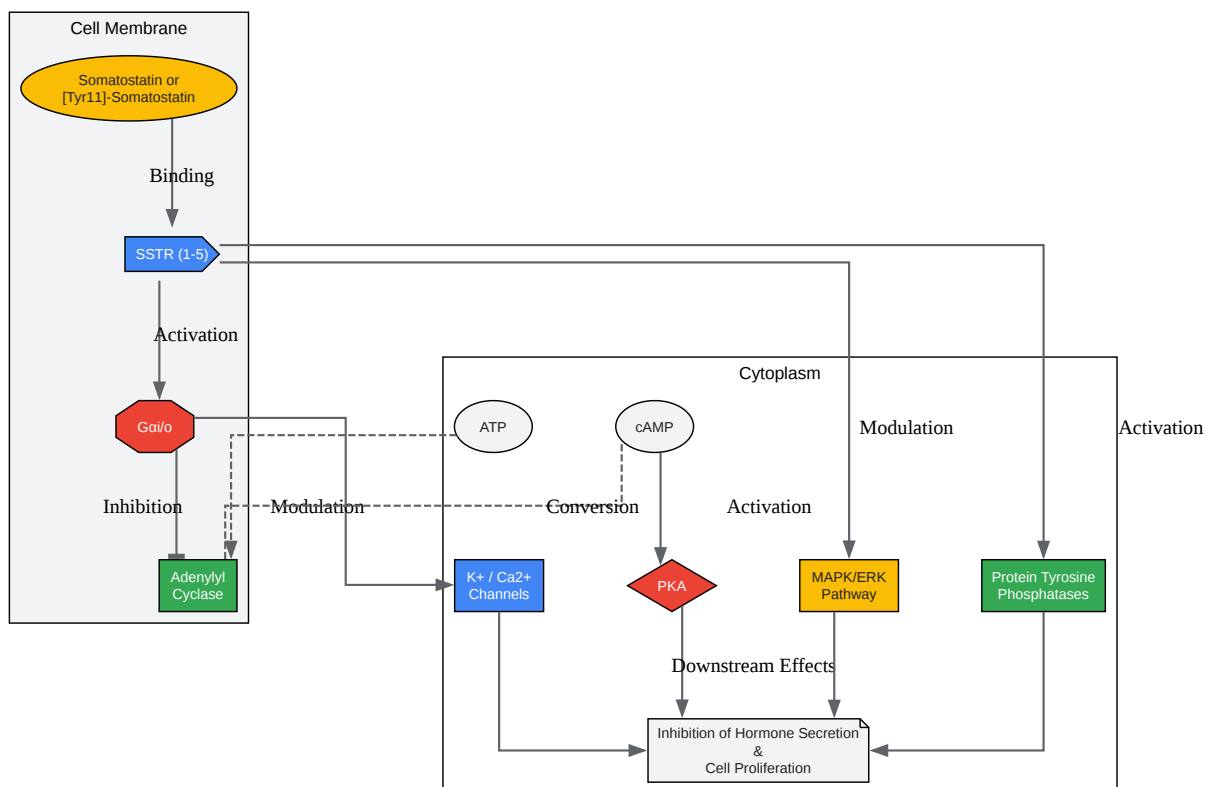 Cell Membrane
Somatostatin or
[Tyr11]-Somatostatin
Binding
SSTR (1-5)
Activation
Cytoplasm
Gαi/o
ATP
cAMP
Modulation
Activation
Inhibition
Modulation
Conversion
Activation
Adenylyl
Cyclase
K+ / Ca2+
Channels
PKA
MAPK/ERK
Pathway
Protein Tyrosine
Phosphatases
Downstream Effects
Inhibition of Hormone Secretion
&
Cell Proliferation